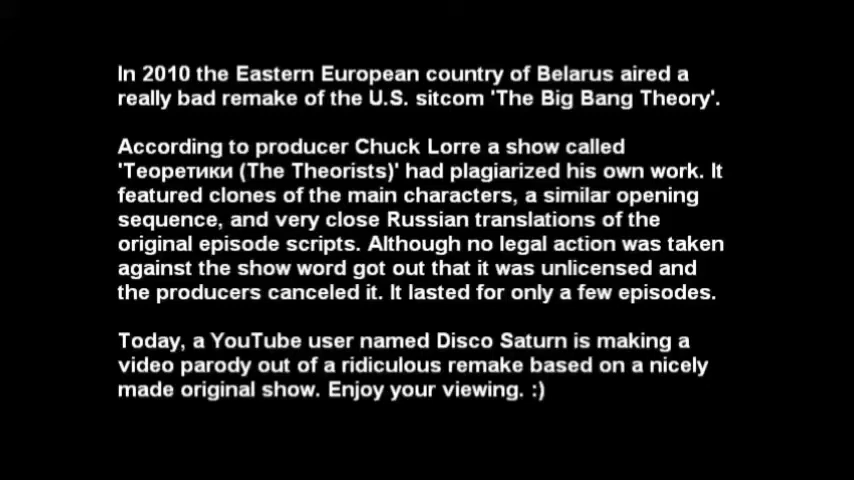 In 2010 the Eastern European country of Belarus aired a
really bad remake of the U.S. sitcom 'The Big Bang Theory'.
According to producer Chuck Lorre a show called
'Теоретики (The Theorists)' had plagiarized his own work. It
featured clones of the main characters, a similar opening
sequence, and very close Russian translations of the
original episode scripts. Although no legal action was taken
against the show word got out that it was unlicensed and
the producers canceled it. It lasted for only a few episodes.
Today, a YouTube user named Disco Saturn is making a
video parody out of a ridiculous remake based on a nicely
made original show. Enjoy your viewing. :)